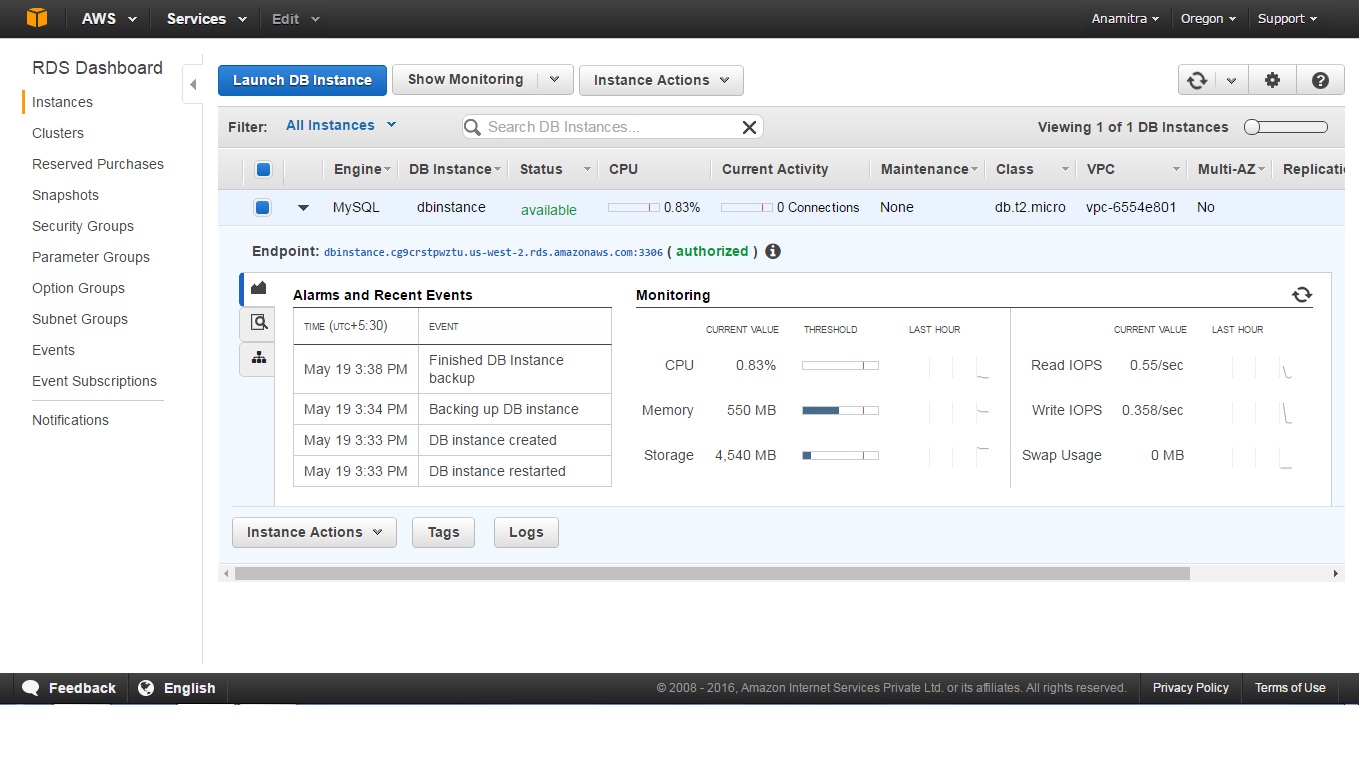 AWS Services Edit Anamitra Oregon Support
RDS Dashboard
Instances
Clusters
Reserved Purchases
Snapshots
Security Groups
Parameter Groups
Option Groups
Subnet Groups
Events
Event Subscriptions
Notifications
Launch DB Instance Show Monitoring Instance Actions
Filter: All Instances Search DB Instances... Viewing 1 of 1 DB Instances
Engine DB Instance Status CPU Current Activity Maintenance Class VPC Multi-AZ Replicati
MySQL dbinstance available 0.83% 0 Connections None db.t2.micro vpc-6554e801 No
Endpoint: dbinstance.cg9crstpwztu.us-west-2.rds.amazonaws.com:3306 ( authorized )
Alarms and Recent Events
TIME (UTC+5:30) EVENT
May 19 3:38 PM Finished DB Instance
backup
May 19 3:34 PM Backing up DB instance
May 19 3:33 PM DB instance created
May 19 3:33 PM DB instance restarted
Monitoring
CURRENT VALUE THRESHOLD LAST HOUR CURRENT VALUE LAST HOUR
CPU 0.83% Read IOPS 0.55/sec
Memory 550 MB Write IOPS 0.358/sec
Storage 4,540 MB Swap Usage 0 MB
Instance Actions Tags Logs
Feedback English © 2008 - 2016, Amazon Internet Services Private Ltd. or its affiliates. All rights reserved. Privacy Policy Terms of Use